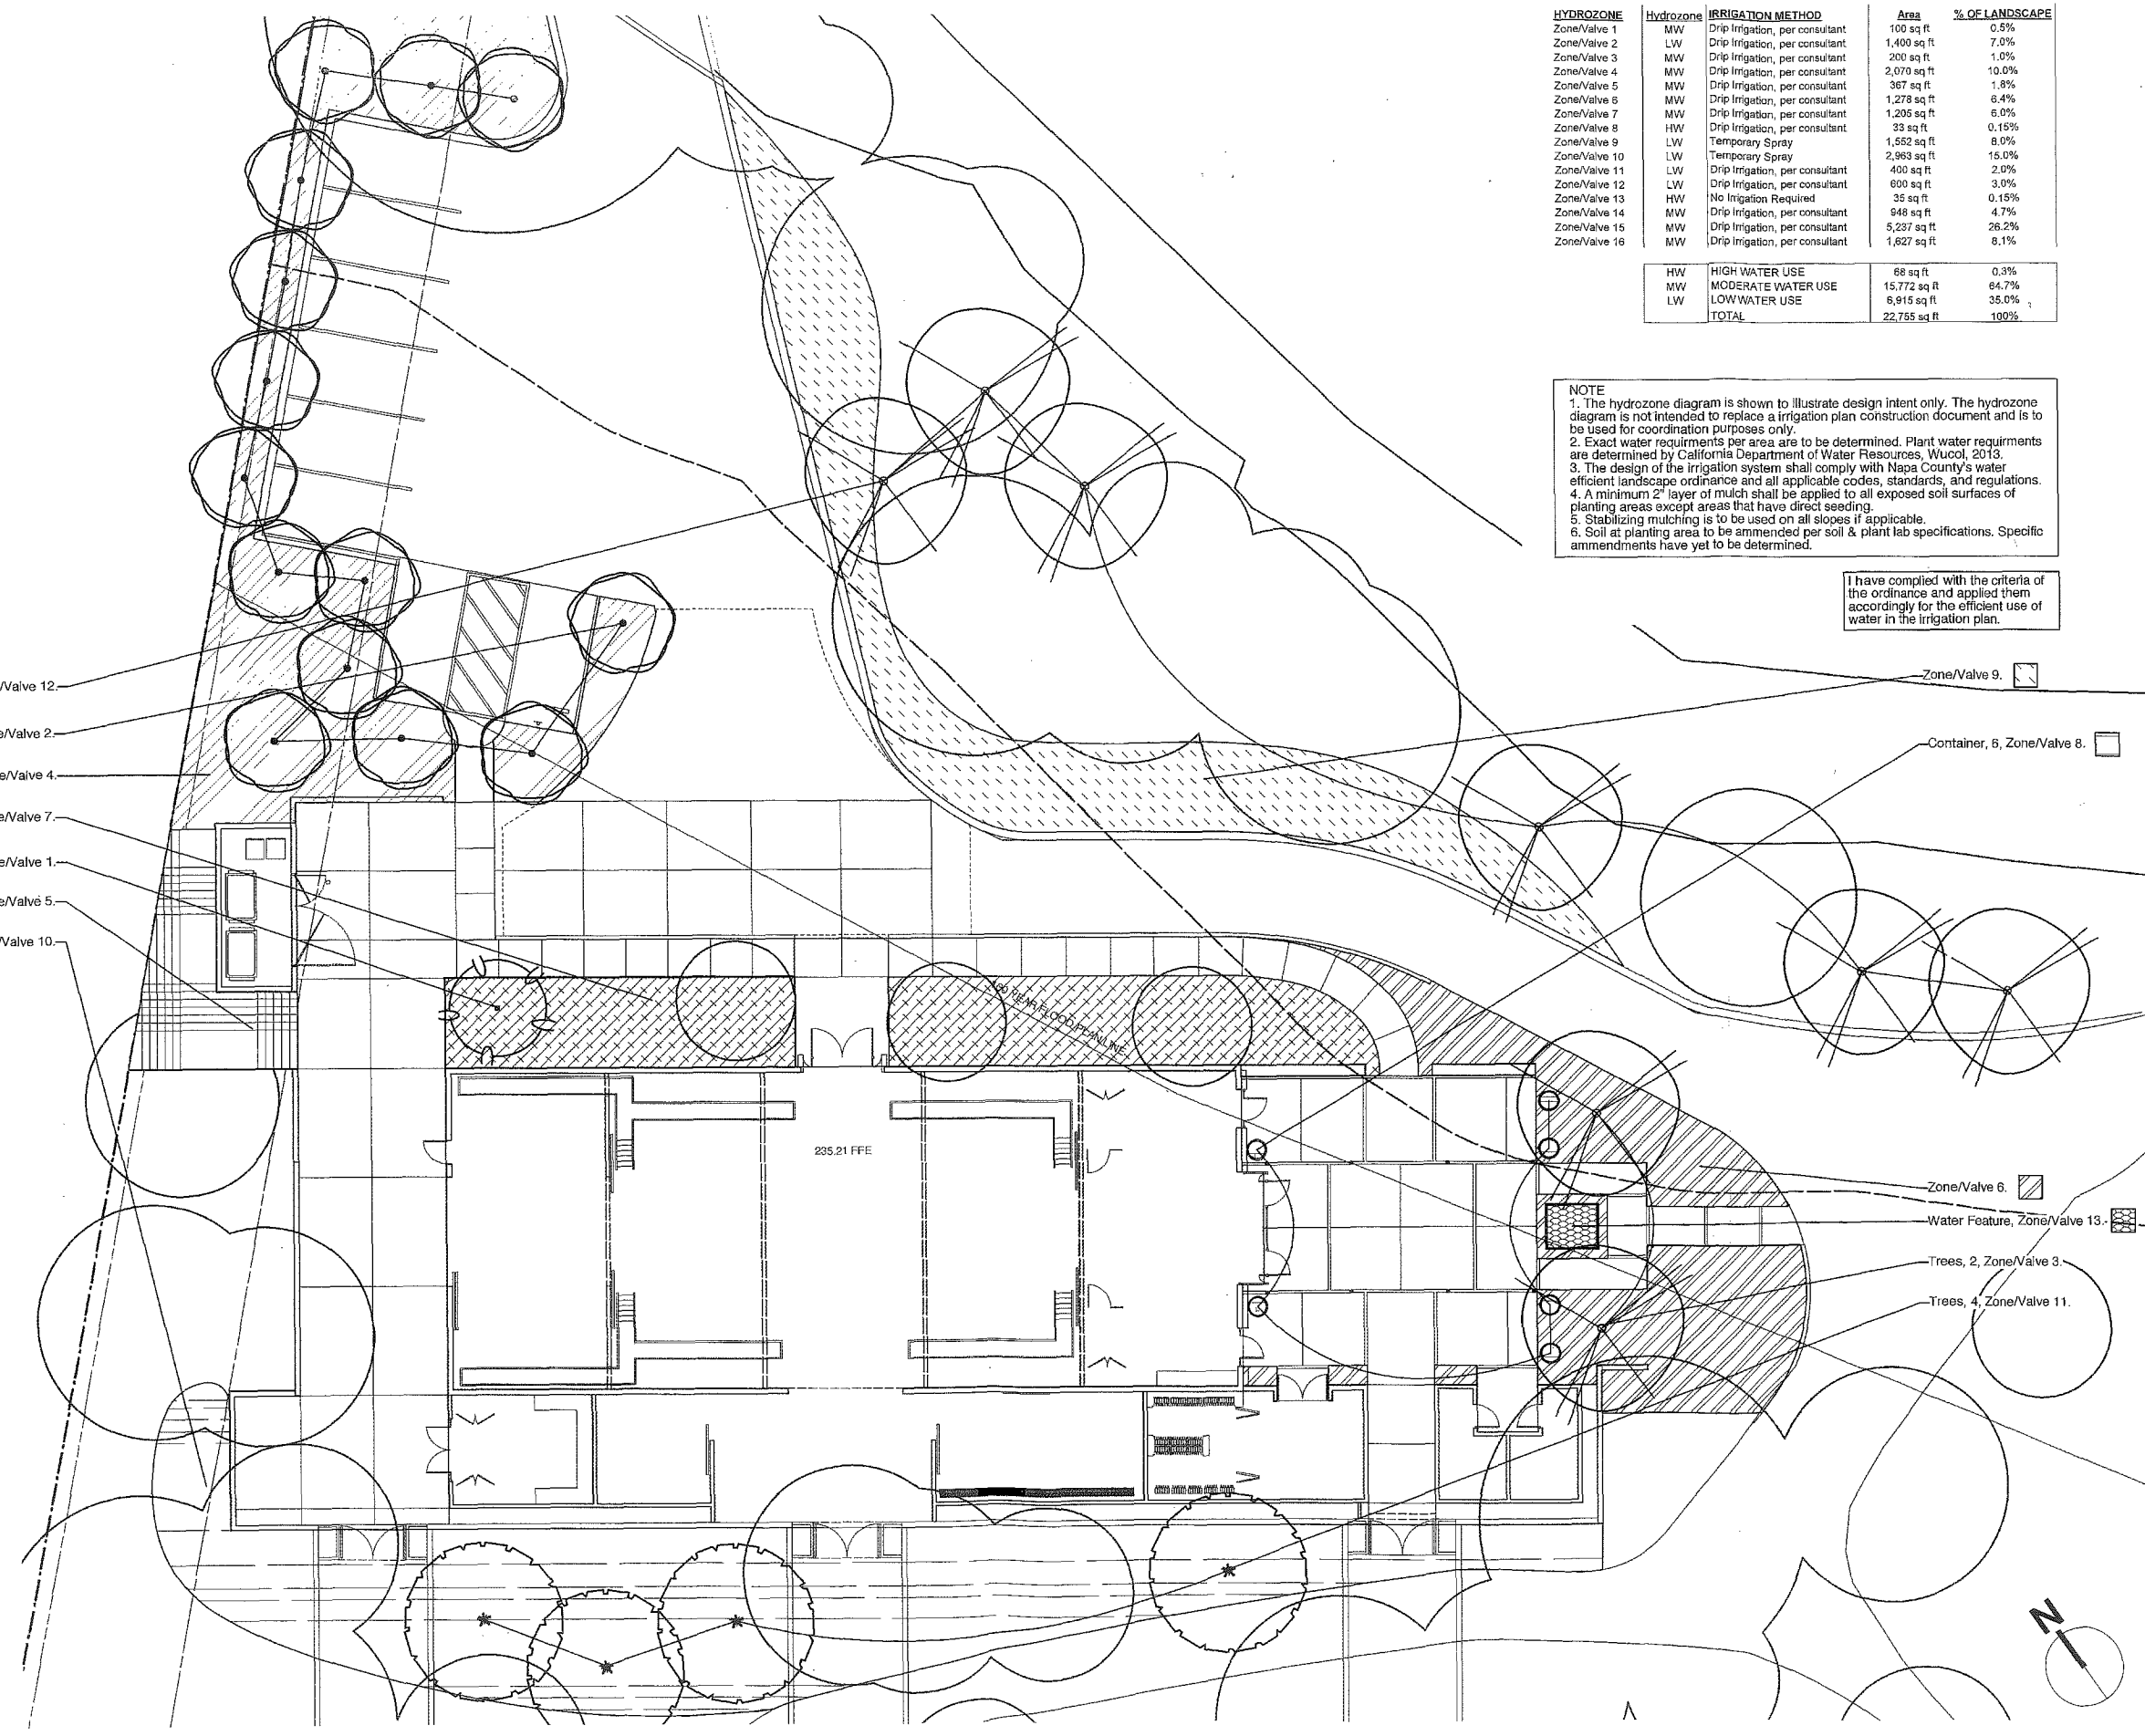 HYDROZONE Hydrozone IRRIGATION METHOD Area % OF LANDSCAPE
Zone/Valve 1 MW Drip Irrigation, per consultant 100 sq ft 0.5%
Zone/Valve 2 LW Drip Irrigation, per consultant 1,400 sq ft 7.0%
Zone/Valve 3 MW Drip Irrigation, per consultant 200 sq ft 1.0%
Zone/Valve 4 MW Drip Irrigation, per consultant 2,070 sq ft 10.0%
Zone/Valve 5 MW Drip Irrigation, per consultant 367 sq ft 1.8%
Zone/Valve 6 MW Drip Irrigation, per consultant 1,278 sq ft 6.4%
Zone/Valve 7 MW Drip Irrigation, per consultant 1,205 sq ft 6.0%
Zone/Valve 8 HW Drip Irrigation, per consultant 33 sq ft 0.15%
Zone/Valve 9 LW Temporary Spray 1,552 sq ft 8.0%
Zone/Valve 10 LW Temporary Spray 2,963 sq ft 15.0%
Zone/Valve 11 LW Drip Irrigation, per consultant 400 sq ft 2.0%
Zone/Valve 12 LW Drip Irrigation, per consultant 600 sq ft 3.0%
Zone/Valve 13 HW No Irrigation Required 35 sq ft 0.15%
Zone/Valve 14 MW Drip Irrigation, per consultant 948 sq ft 4.7%
Zone/Valve 15 MW Drip Irrigation, per consultant 5,237 sq ft 26.2%
Zone/Valve 16 MW Drip Irrigation, per consultant 1,627 sq ft 8.1%
HW HIGH WATER USE 68 sq ft 0.3%
MW MODERATE WATER USE 15,772 sq ft 64.7%
LW LOW WATER USE 6,915 sq ft 35.0%
TOTAL 22,755 sq ft 100%
NOTE
1. The hydrozone diagram is shown to illustrate design intent only. The hydrozone
diagram is not intended to replace a irrigation plan construction document and is to
be used for coordination purposes only.
2. Exact water requirments per area are to be determined. Plant water requirments
are determined by California Department of Water Resources, Wucol, 2013.
3. The design of the irrigation system shall comply with Napa County's water
efficient landscape ordinance and all applicable codes, standards, and regulations.
4. A minimum 2" layer of mulch shall be applied to all exposed soil surfaces of
planting areas except areas that have direct seeding.
5. Stabilizing mulching is to be used on all slopes if applicable.
6. Soil at planting area to be ammended per soil & plant lab specifications. Specific
ammendments have yet to be determined.
I have complied with the criteria of
the ordinance and applied them
accordingly for the efficient use of
water in the irrigation plan.
/Valve 12.
e/Valve 2.
e/Valve 4.
e/Valve 7.
e/Valve 1.
e/Valve 5.
/Valve 10.
Zone/Valve 9.
Container, 6, Zone/Valve 8.
Zone/Valve 6.
Water Feature, Zone/Valve 13.
Trees, 2, Zone/Valve 3.
Trees, 4, Zone/Valve 11.
100 YEAR FLOOD PLAN LINE
235.21 FFE
N